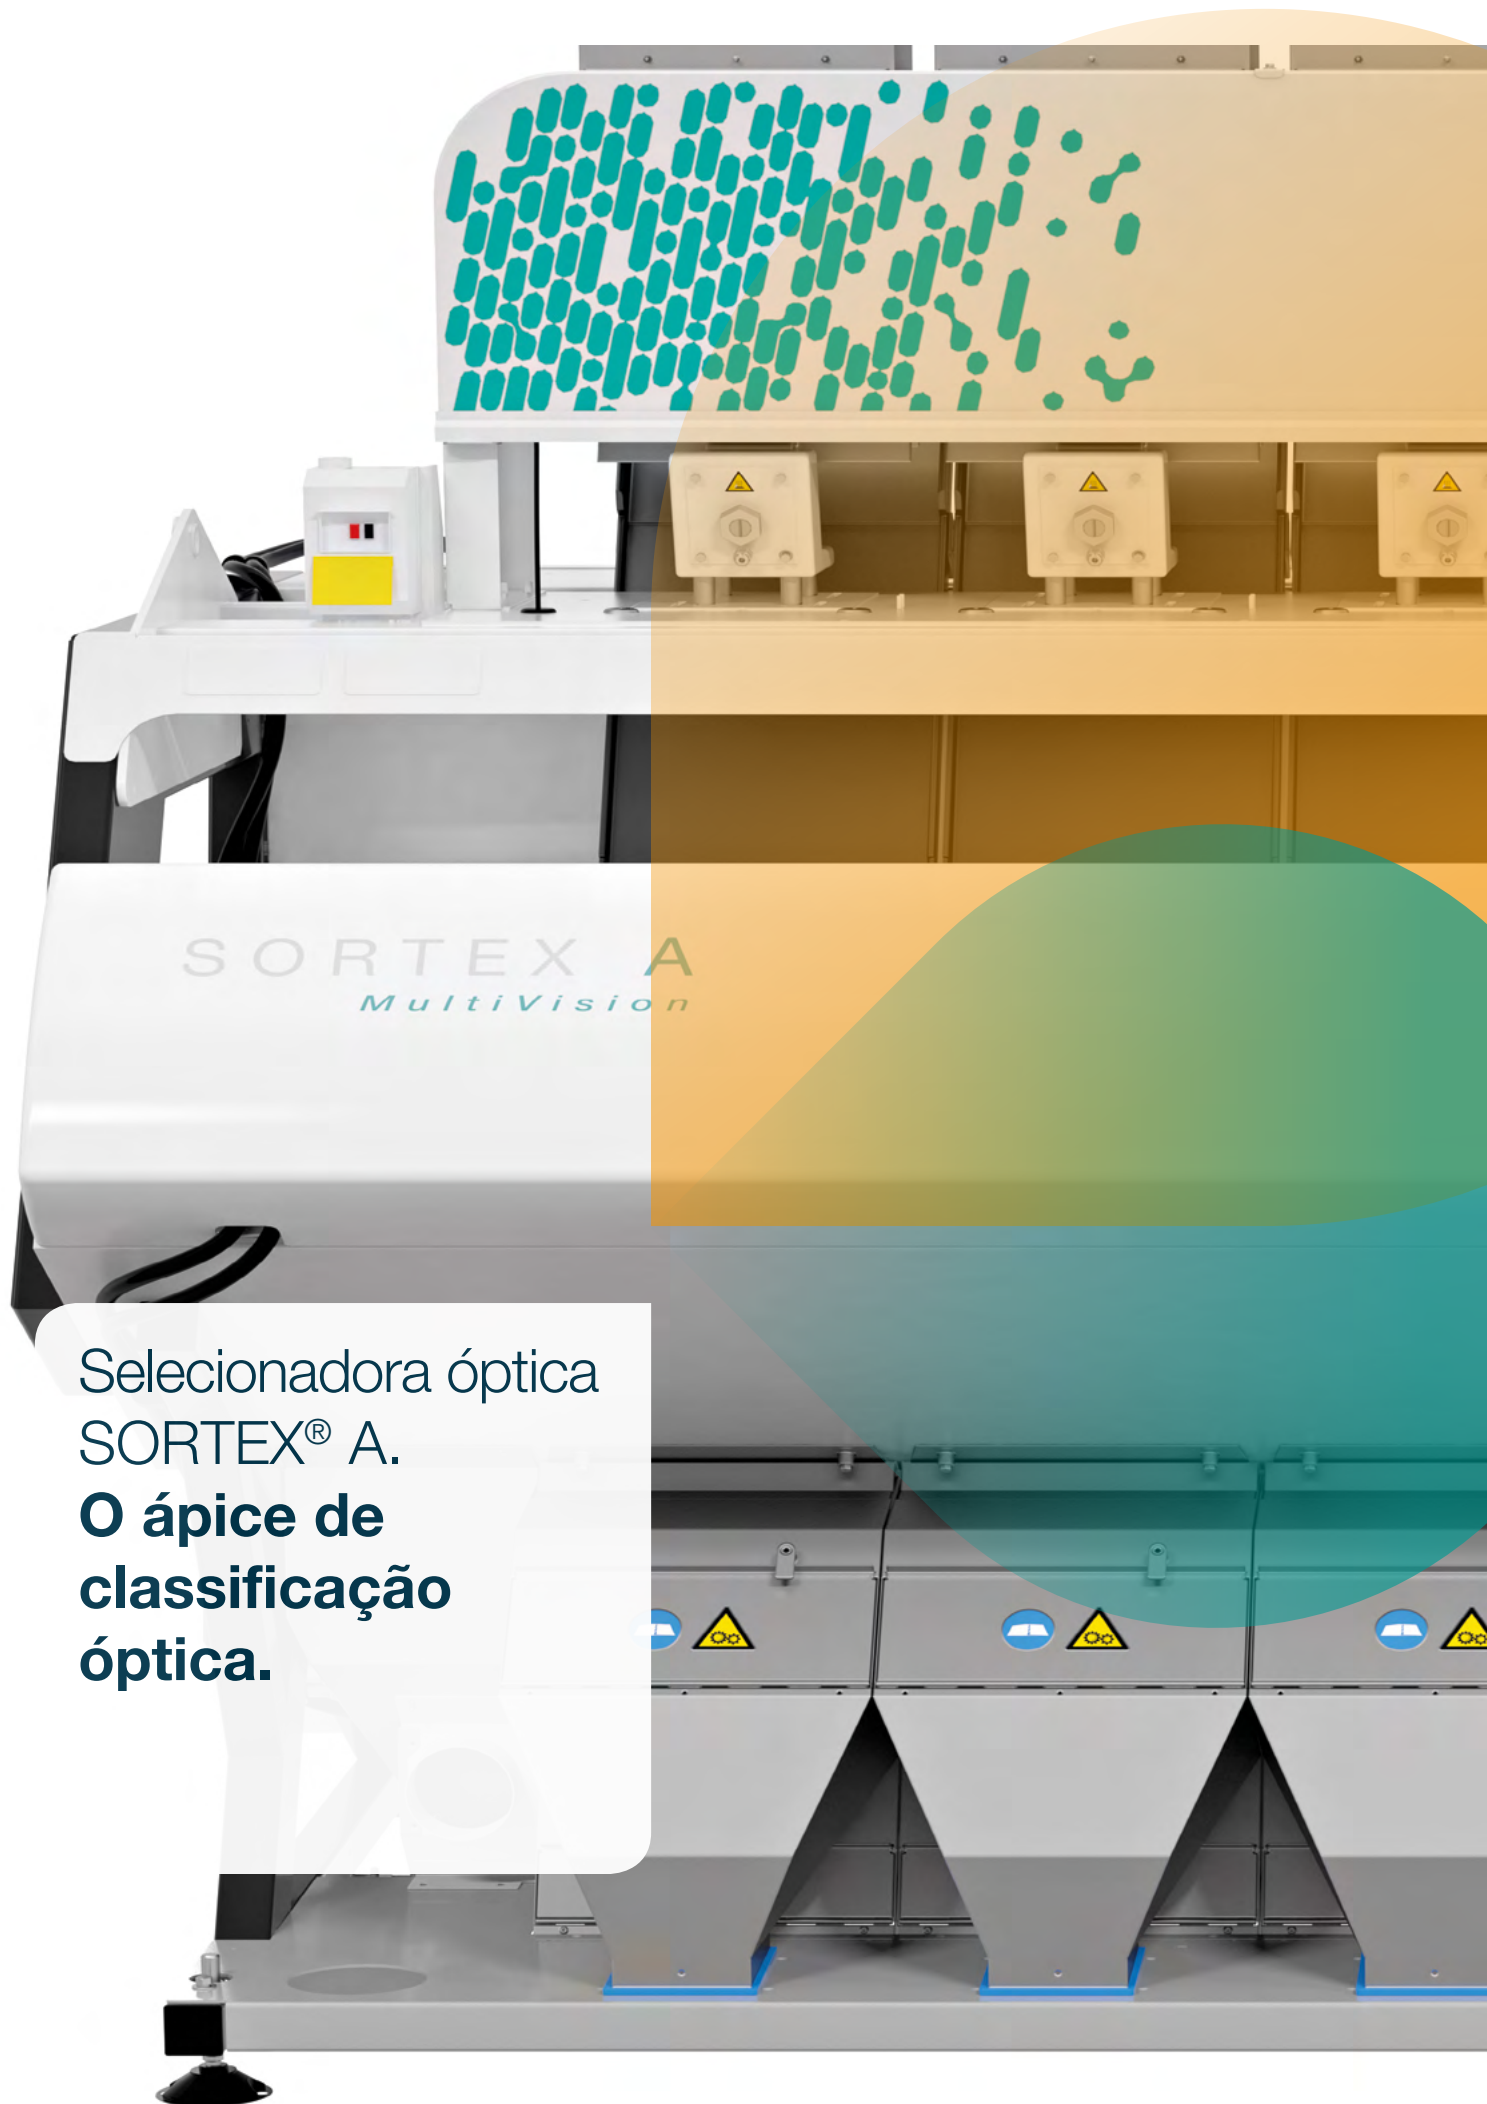 SORTEX A
MultiVision
Selecionadora óptica
SORTEX® A.
O ápice de
classificação
óptica.